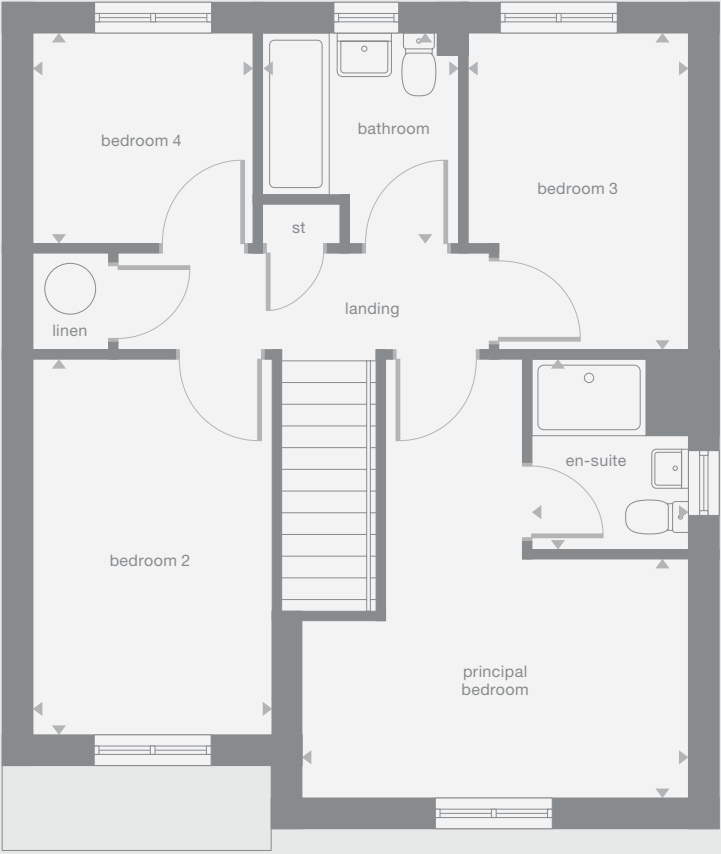 bedroom 4
bathroom
bedroom 3
st
linen
landing
en-suite
bedroom 2
principal
bedroom